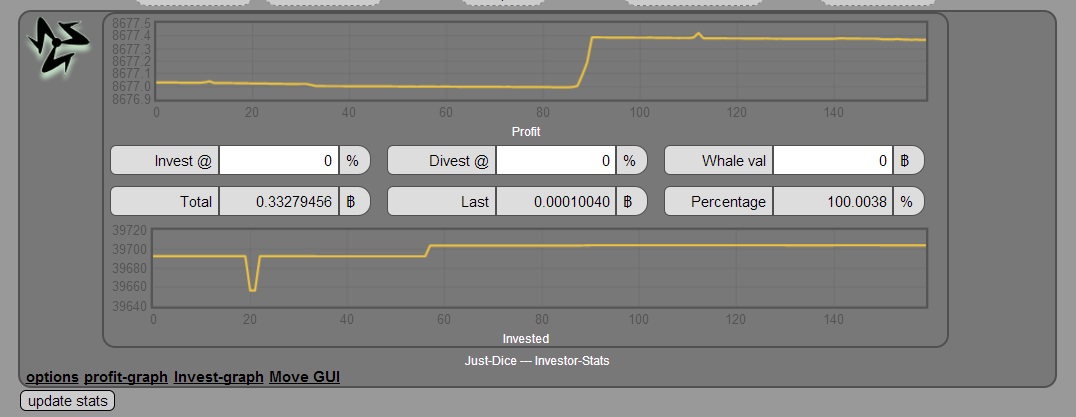 8677.5
8677.4
8677.3
8677.2
8677.1
8677.0
8676.9
0 20 40 60 80 100 120 140
Profit
Invest @ 0 % Divest @ 0 % Whale val 0 ฿
Total 0.33279456 ฿ Last 0.00010040 ฿ Percentage 100.0038 %
39720
39700
39680
39660
39640
0 20 40 60 80 100 120 140
Invested
Just-Dice — Investor-Stats
options profit-graph Invest-graph Move GUI
update stats